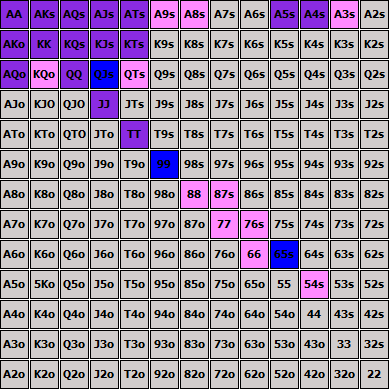 AA AKs AQs AJs ATs A9s A8s A7s A6s A5s A4s A3s A2s
AKo KK KQs KJs KTs K9s K8s K7s K6s K5s K4s K3s K2s
AQo KQo QQ QJs QTs Q9s Q8s Q7s Q6s Q5s Q4s Q3s Q2s
AJo KJO QJO JJ JTs J9s J8s J7s J6s J5s J4s J3s J2s
ATo KTo QTO JTo TT T9s T8s T7s T6s T5s T4s T3s T2s
A9o K9o Q9o J9o T9o 99 98s 97s 96s 95s 94s 93s 92s
A8o K8o Q8o J8o T8o 98o 88 87s 86s 85s 84s 83s 82s
A7o K7o Q7o J7o T7o 97o 87o 77 76s 75s 74s 73s 72s
A6o K6o Q6o J6o T6o 96o 86o 76o 66 65s 64s 63s 62s
A5o 5Ko Q5o J5o T5o 95o 85o 75o 65o 55 54s 53s 52s
A4o K4o Q4o J4o T4o 94o 84o 74o 64o 54o 44 43s 42s
A3o K3o Q3o J3o T3o 93o 83o 73o 63o 53o 43o 33 32s
A2o K2o Q2o J2o T2o 92o 82o 72o 62o 52o 42o 32o 22